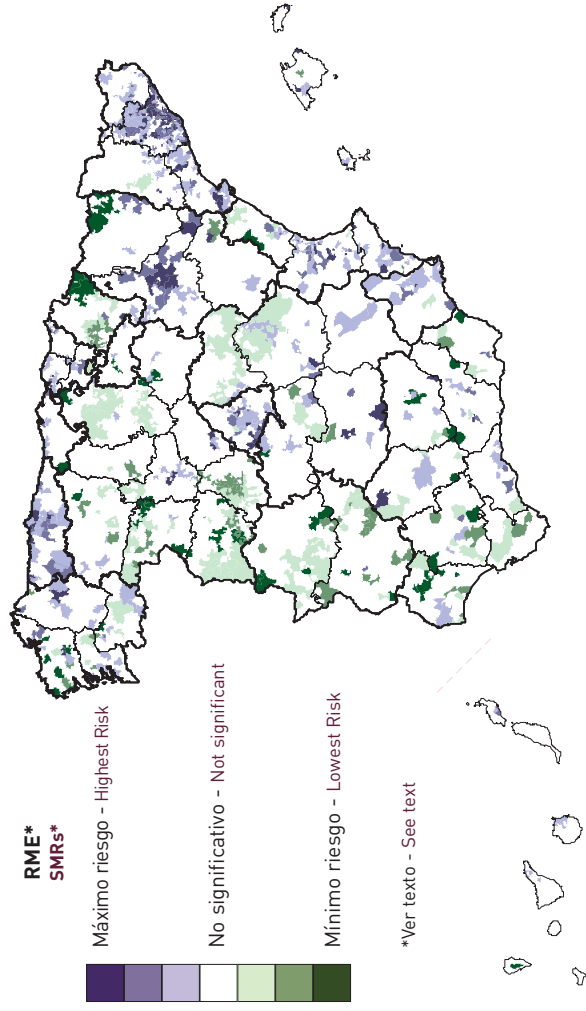 RME*
SMRs*
Máximo riesgo - Highest Risk
No significativo - Not significant
Mínimo riesgo - Lowest Risk
*Ver texto - See text